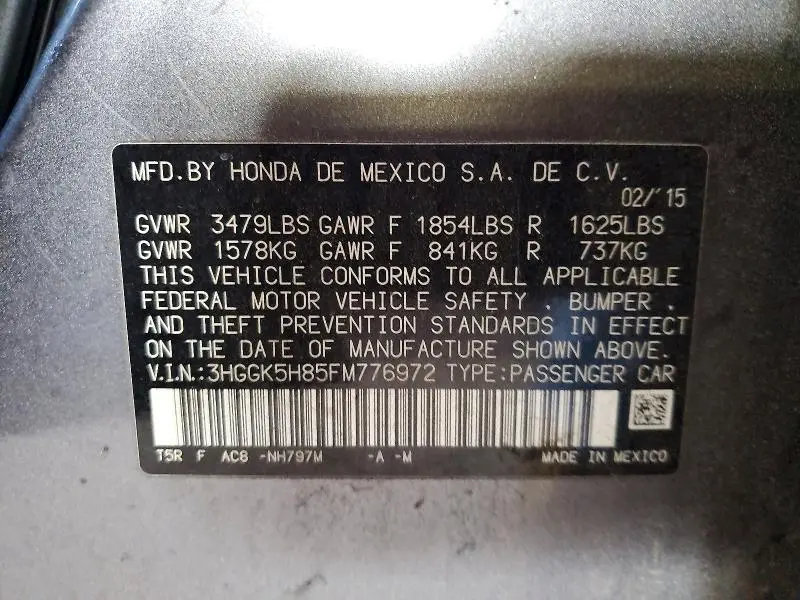 MFD.BY HONDA DE MEXICO S.A. DE C.V.
02/'15
GVWR 3479LBS GAWR F 1854LBS R 1625LBS
GVWR 1578KG GAWR F 841KG R 737KG
THIS VEHICLE CONFORMS TO ALL APPLICABLE
FEDERAL MOTOR VEHICLE SAFETY , BUMPER ,
AND THEFT PREVENTION STANDARDS IN EFFECT
ON THE DATE OF MANUFACTURE SHOWN ABOVE.
V.I.N.:3HGGK5H85FM776972 TYPE:PASSENGER CAR
T5R F AC8 -NH797M -A -M MADE IN MEXICO